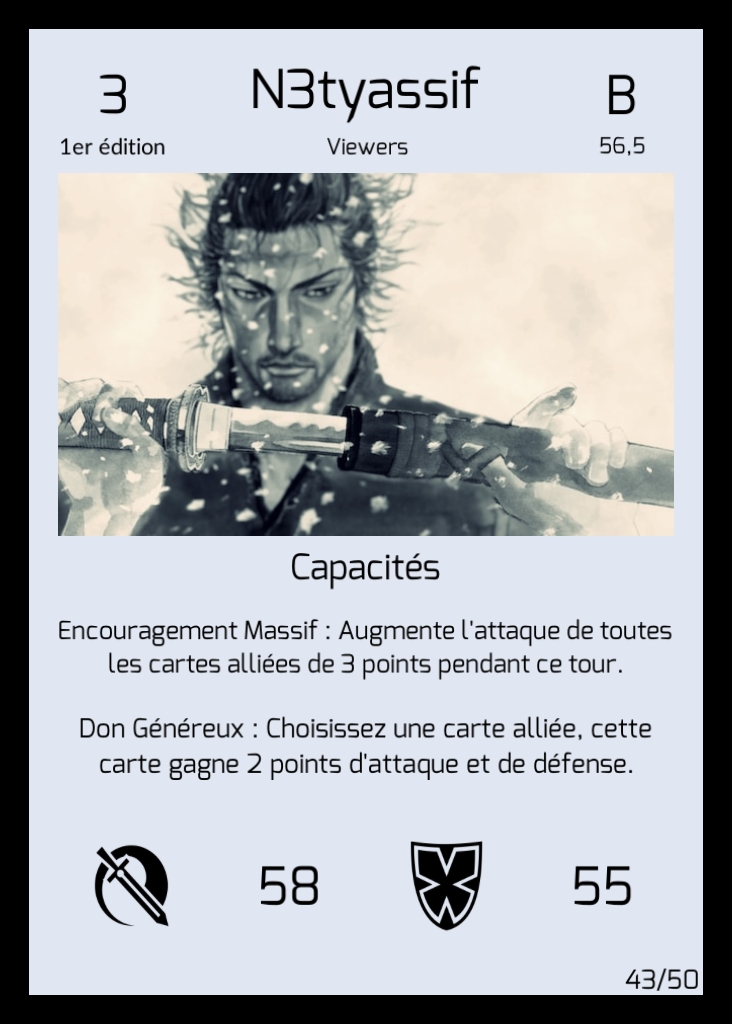 3 N3tyassif B
1er édition Viewers 56,5
Capacités
Encouragement Massif : Augmente l'attaque de toutes
les cartes alliées de 3 points pendant ce tour.
Don Généreux : Choisissez une carte alliée, cette
carte gagne 2 points d'attaque et de défense.
58 55
43/50